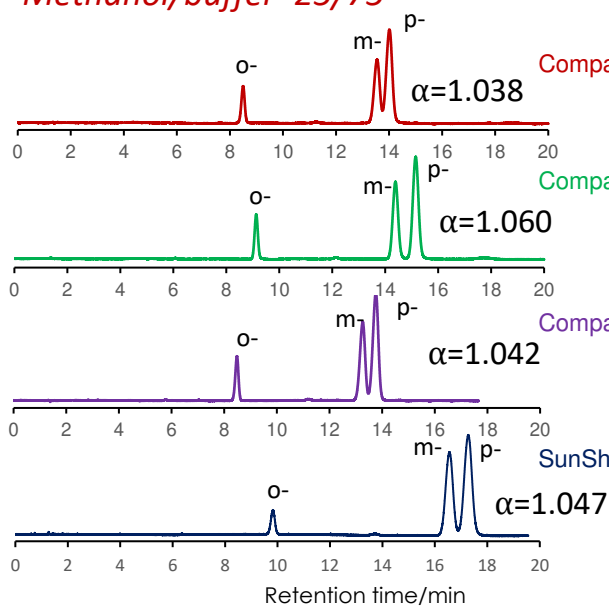 Methanol/buffer 25/75
o- m- p- α=1.038
0 2 4 6 8 10 12 14 16 18 20
o- m- p- α=1.060
0 2 4 6 8 10 12 14 16 18 20
o- m- p- α=1.042
0 2 4 6 8 10 12 14 16 18 20
SunSh
o- m- p- α=1.047
0 2 4 6 8 10 12 14 16 18 20
Retention time/min